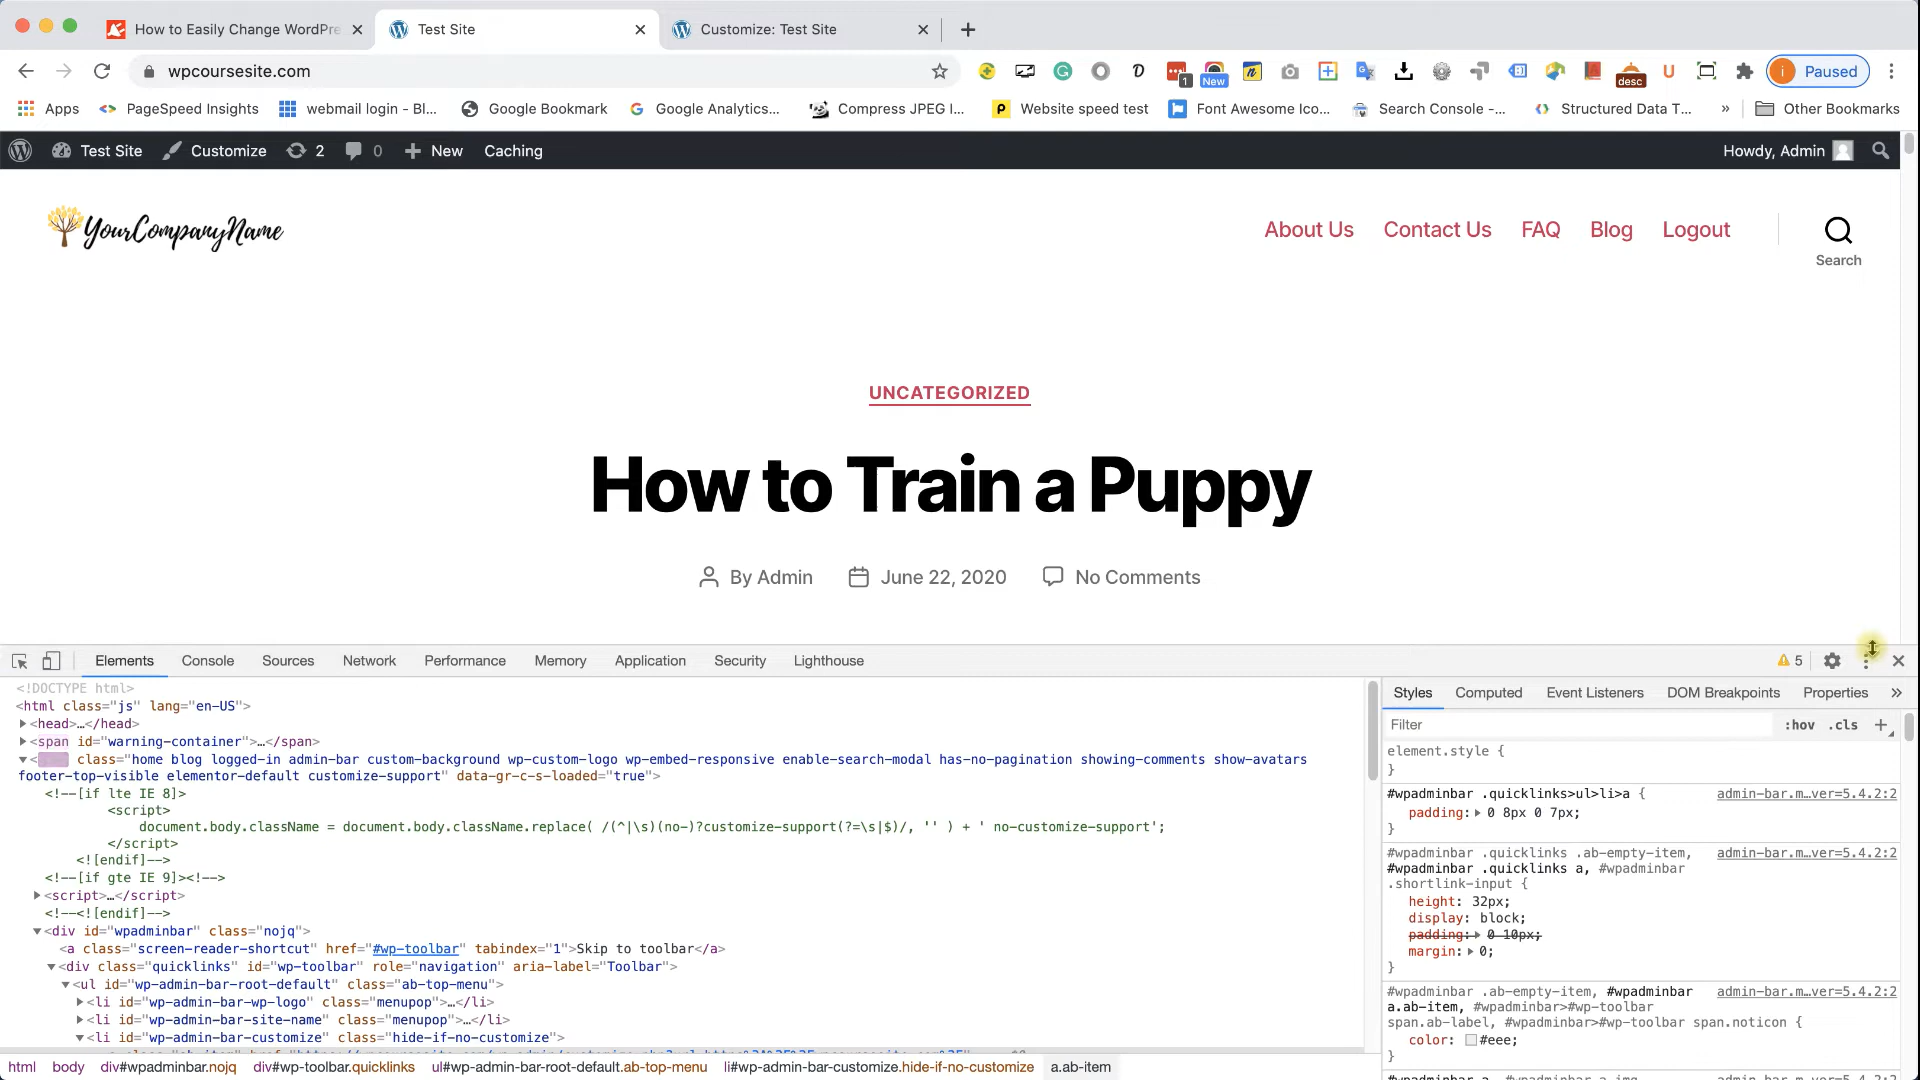 How to Easily Change WordPre
Test Site
Customize: Test Site
wpcoursesite.com
1
New
desc
i
Paused
Apps
PageSpeed Insights
webmail login - Bl...
Google Bookmark
Google Analytics...
Compress JPEG I...
Website speed test
Font Awesome Ico...
Search Console -...
Structured Data T...
»
Other Bookmarks
Test Site
Customize
2
0
New
Caching
Howdy, Admin
YourCompanyName
About Us
Contact Us
FAQ
Blog
Logout
Search
UNCATEGORIZED
How to Train a Puppy
By Admin
June 22, 2020
No Comments
Elements
Console
Sources
Network
Performance
Memory
Application
Security
Lighthouse
5
<!DOCTYPE html>
<html class="js" lang="en-US">
<head>…</head>
<span id="warning-container">…</span>
< class="home blog logged-in admin-bar custom-background wp-custom-logo wp-embed-responsive enable-search-modal has-no-pagination showing-comments show-avatars
footer-top-visible elementor-default customize-support" data-gr-c-s-loaded="true">
<!--[if lte IE 8]>
<script>
document.body.className = document.body.className.replace( /(^|\s)(no-)?customize-support(?=\s|$)/, '' ) + ' no-customize-support';
</script>
<![endif]-->
<!--[if gte IE 9]><!-->
<script>…</script>
<!--<![endif]-->
<div id="wpadminbar" class="nojq">
<a class="screen-reader-shortcut" href="#wp-toolbar" tabindex="1">Skip to toolbar</a>
<div class="quicklinks" id="wp-toolbar" role="navigation" aria-label="Toolbar">
<ul id="wp-admin-bar-root-default" class="ab-top-menu">
<li id="wp-admin-bar-wp-logo" class="menupop">…</li>
<li id="wp-admin-bar-site-name" class="menupop">…</li>
<li id="wp-admin-bar-customize" class="hide-if-no-customize">
html
body
div#wpadminbar.nojq
div#wp-toolbar.quicklinks
ul#wp-admin-bar-root-default.ab-top-menu
li#wp-admin-bar-customize.hide-if-no-customize
a.ab-item
Styles
Computed
Event Listeners
DOM Breakpoints
Properties
»
Filter
:hov
.cls
+
element.style {
}
#wpadminbar .quicklinks>ul>li>a {
admin-bar.m…ver=5.4.2:2
padding: 0 8px 0 7px;
}
#wpadminbar .quicklinks .ab-empty-item,
admin-bar.m…ver=5.4.2:2
#wpadminbar .quicklinks a, #wpadminbar
.shortlink-input {
height: 32px;
display: block;
padding: 0 10px;
margin: 0;
}
#wpadminbar .ab-empty-item, #wpadminbar
admin-bar.m…ver=5.4.2:2
a.ab-item, #wpadminbar>#wp-toolbar
span.ab-label, #wpadminbar>#wp-toolbar span.noticon {
color: #eee;
}